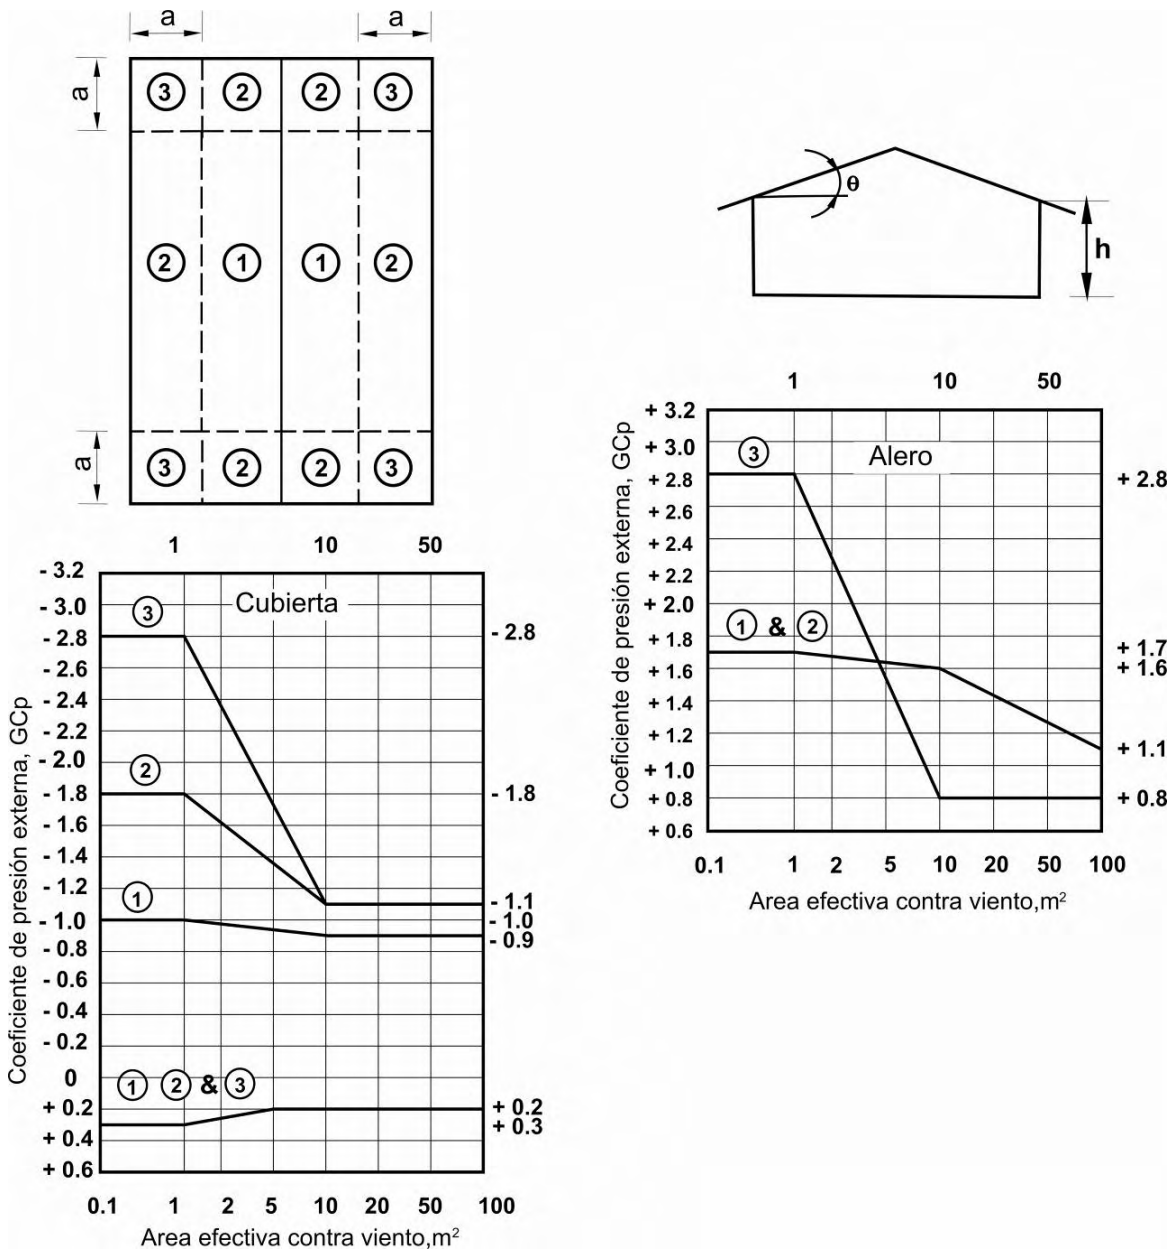 a a
a
3 2 2 3
2 1 1 2
a
3 2 2 3
θ
h
1 10 50
Coeficiente de presión externa, GCp
- 3.2
- 3.0
- 2.8
- 2.6
- 2.4
- 2.2
- 2.0
- 1.8
- 1.6
- 1.4
- 1.2
- 1.0
- 0.8
- 0.6
- 0.4
- 0.2
0
+ 0.2
+ 0.4
+ 0.6
Cubierta
3
2
1
1 2 & 3
- 2.8
- 1.8
- 1.1
- 1.0
- 0.9
+ 0.2
+ 0.3
0.1 1 2 5 10 20 50 100
Area efectiva contra viento,m²
1 10 50
Coeficiente de presión externa, GCp
+ 3.2
+ 3.0
+ 2.8
+ 2.6
+ 2.4
+ 2.2
+ 2.0
+ 1.8
+ 1.6
+ 1.4
+ 1.2
+ 1.0
+ 0.8
+ 0.6
3
Alero
1 & 2
+ 2.8
+ 1.7
+ 1.6
+ 1.1
+ 0.8
0.1 1 2 5 10 20 50 100
Area efectiva contra viento,m²